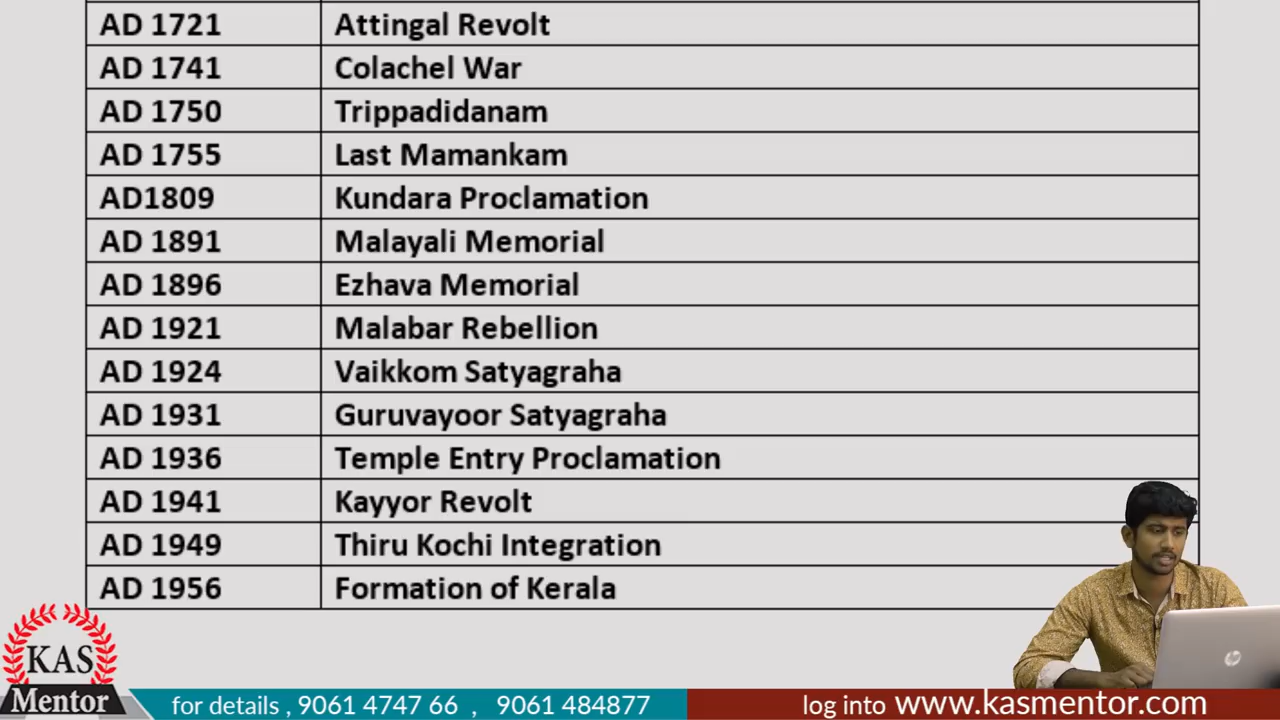 AD 1721 Attingal Revolt
AD 1741 Colachel War
AD 1750 Trippadidanam
AD 1755 Last Mamankam
AD1809 Kundara Proclamation
AD 1891 Malayali Memorial
AD 1896 Ezhava Memorial
AD 1921 Malabar Rebellion
AD 1924 Vaikkom Satyagraha
AD 1931 Guruvayoor Satyagraha
AD 1936 Temple Entry Proclamation
AD 1941 Kayyor Revolt
AD 1949 Thiru Kochi Integration
AD 1956 Formation of Kerala
KAS
Mentor
for details , 9061 4747 66 , 9061 484877
log into www.kasmentor.com
hp